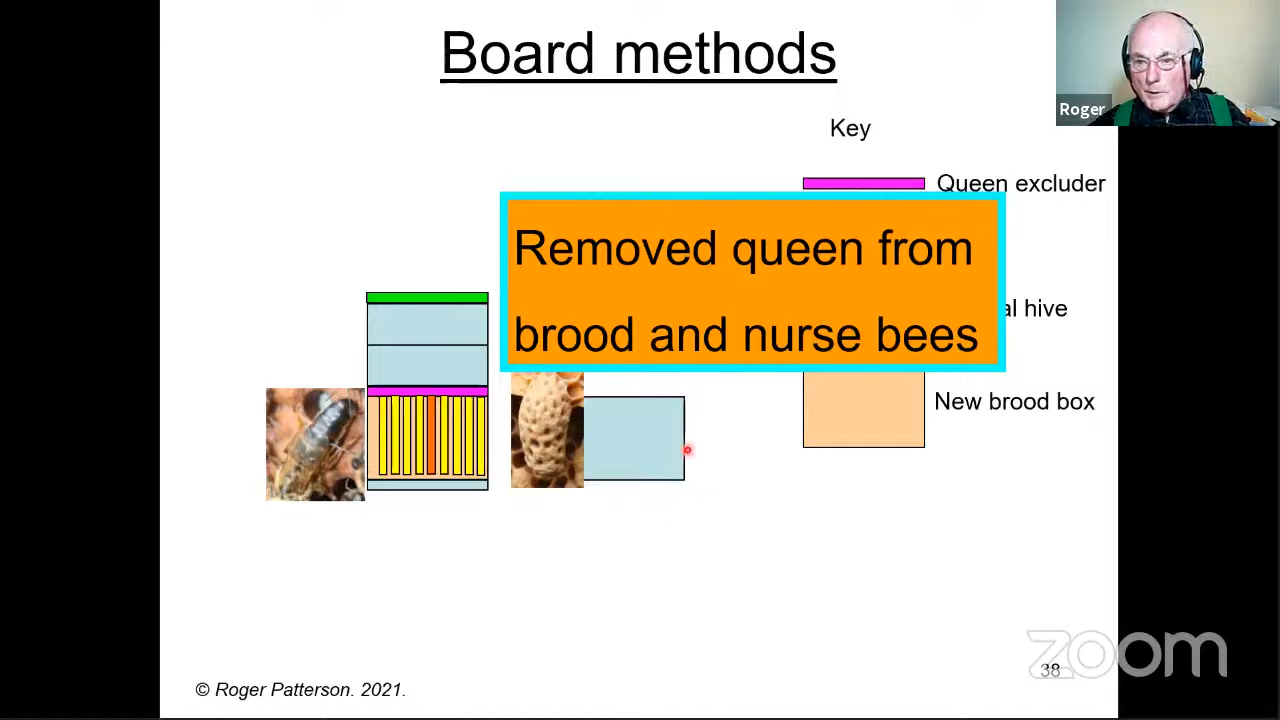 Board methods
Roger
Key
Queen excluder
Removed queen from
brood and nurse bees
hive
New brood box
zoom
38
© Roger Patterson. 2021.